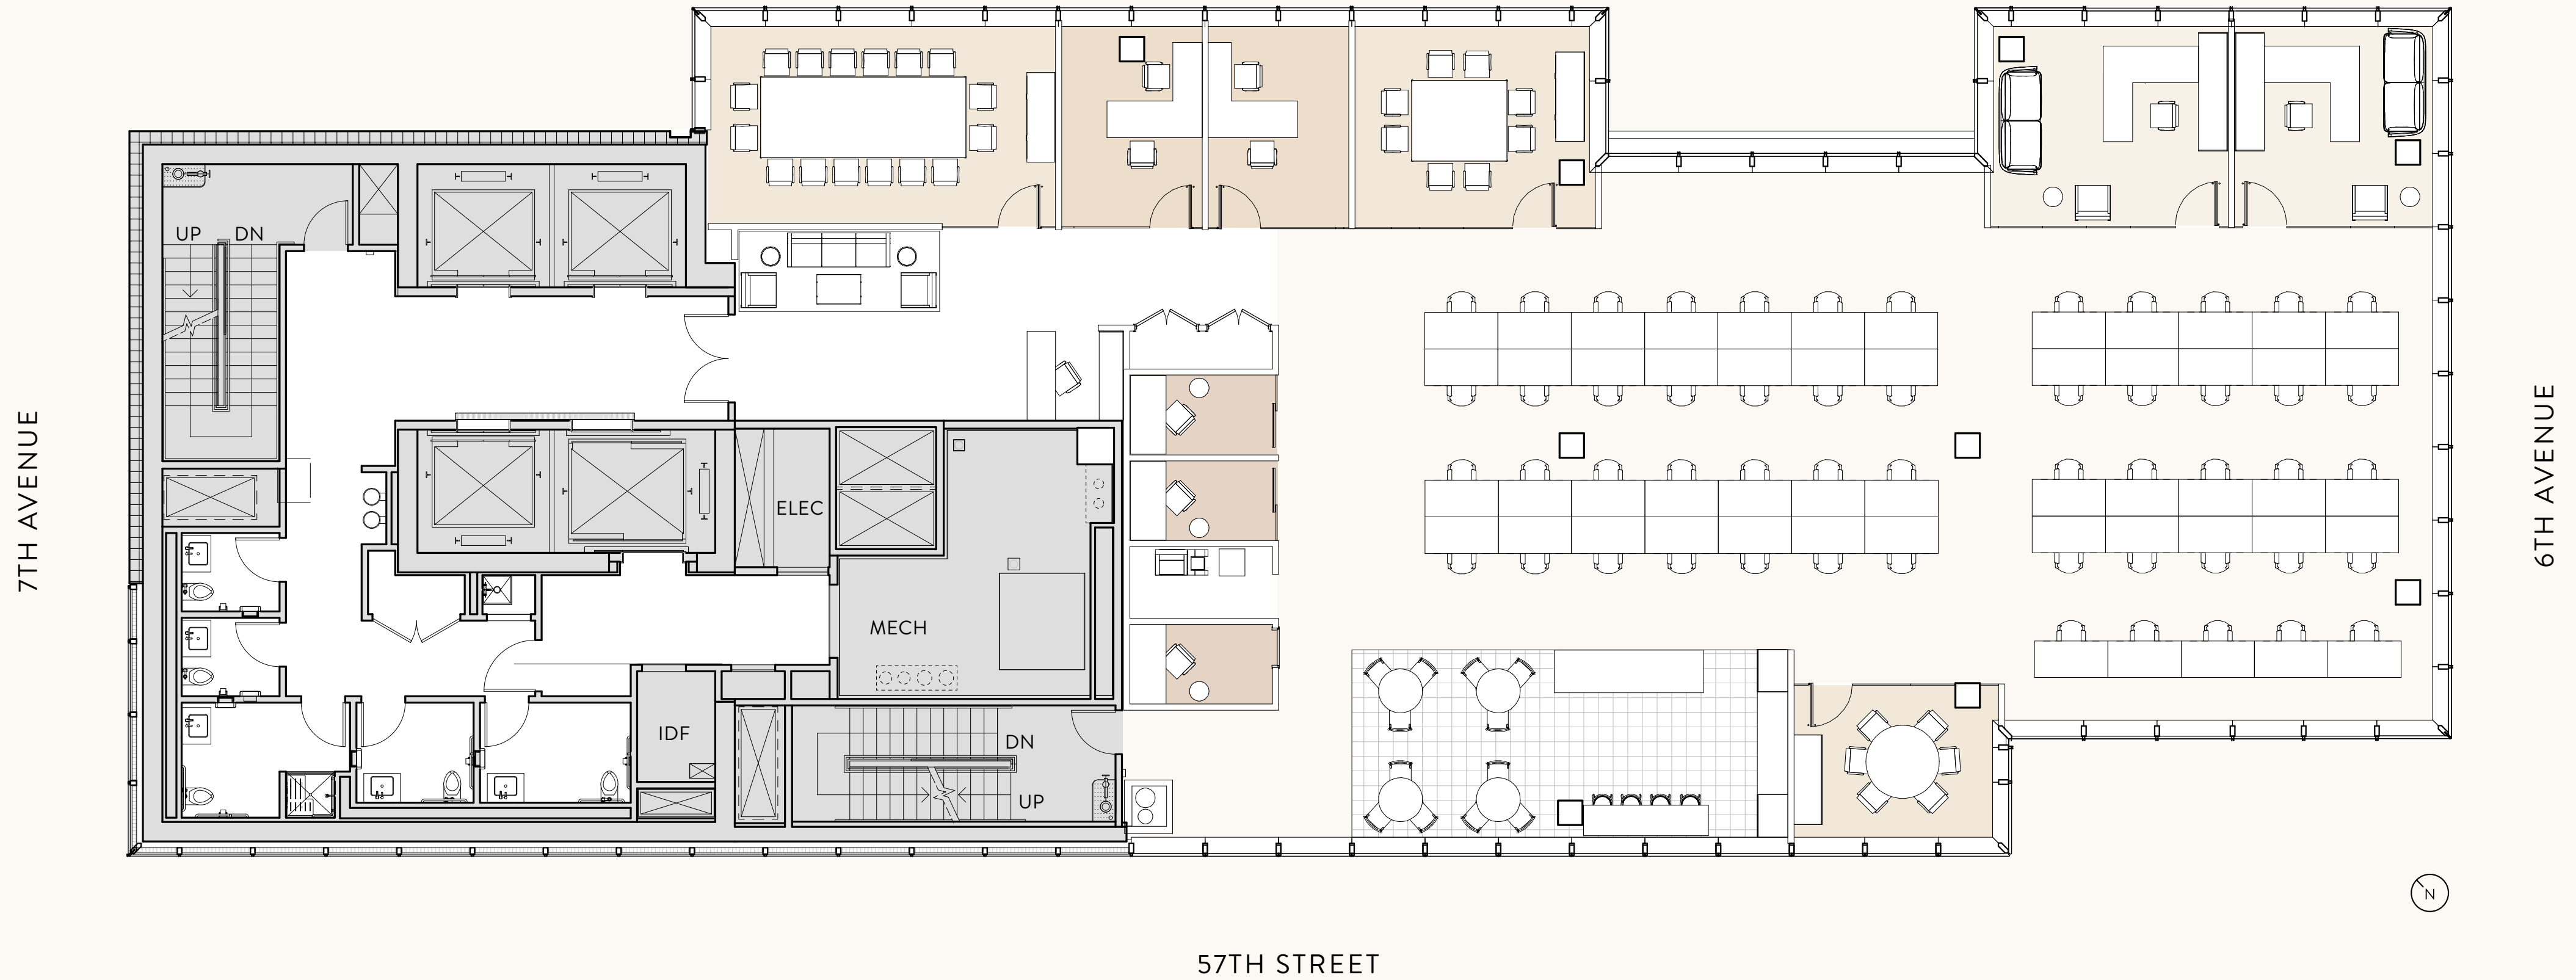 UP DN
7TH AVENUE
6TH AVENUE
ELEC
MECH
IDF
DN
UP
N
57TH STREET